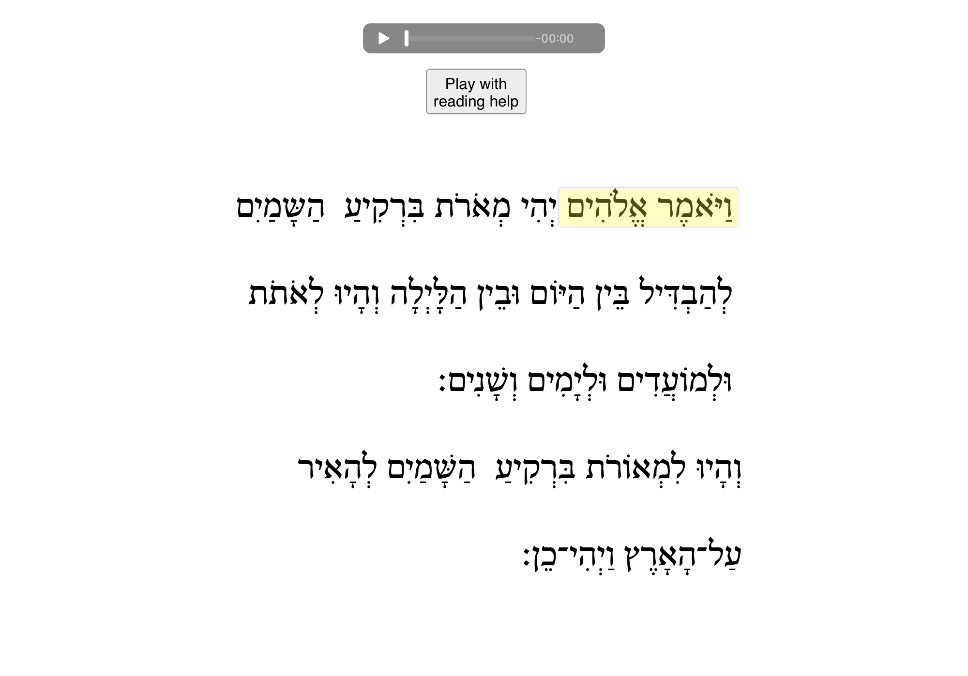 -00:00
Play with
reading help
וַיֹּאמֶר אֱלֹהִים יְהִי מְאֹרֹת בִּרְקִיעַ הַשָּׁמַיִם
לְהַבְדִּיל בֵּין הַיּוֹם וּבֵין הַלָּיְלָה וְהָיוּ לְאֹתֹת
וּלְמוֹעֲדִים וּלְיָמִים וְשָׁנִים:
וְהָיוּ לִמְאוֹרֹת בִּרְקִיעַ הַשָּׁמַיִם לְהָאִיר
עַל־הָאָרֶץ וַיְהִי־כֵן: